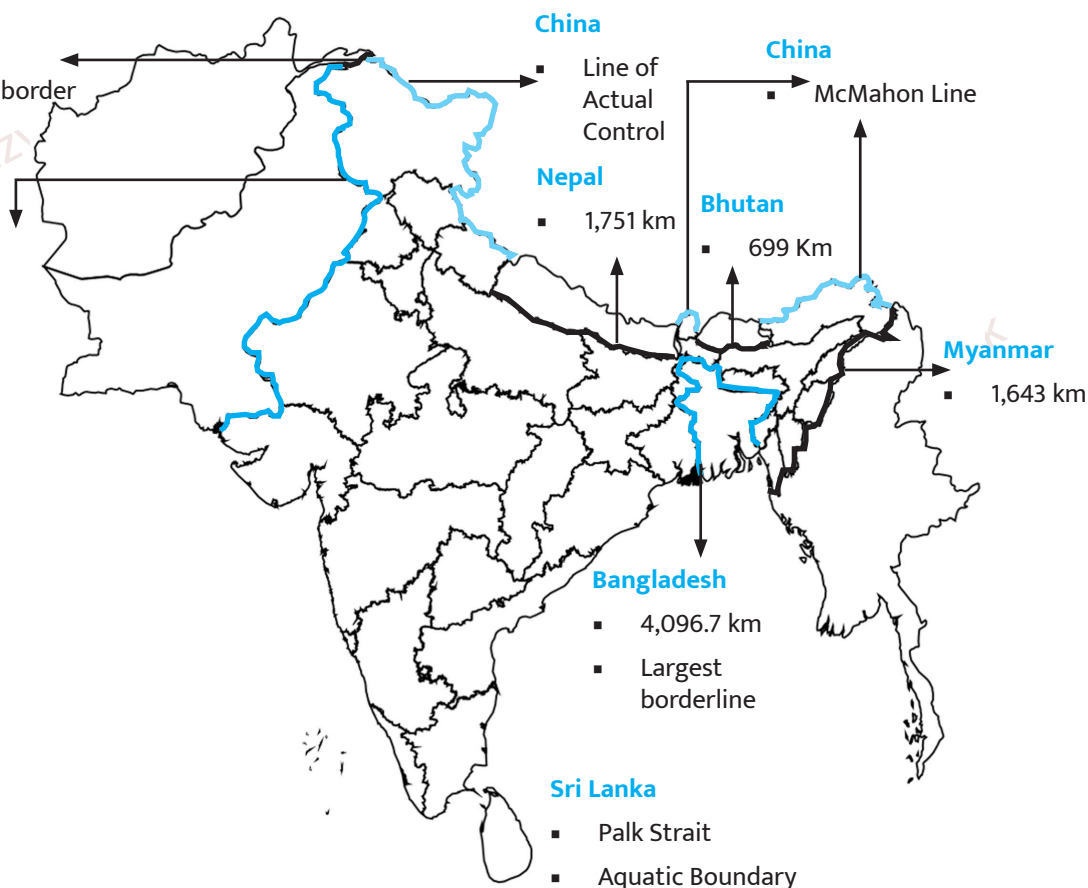 border
China
▪ Line of
Actual
Control
China
▪ McMahon Line
Nepal
▪ 1,751 km
Bhutan
▪ 699 Km
Myanmar
▪ 1,643 km
Bangladesh
▪ 4,096.7 km
▪ Largest
borderline
Sri Lanka
▪ Palk Strait
▪ Aquatic Boundary